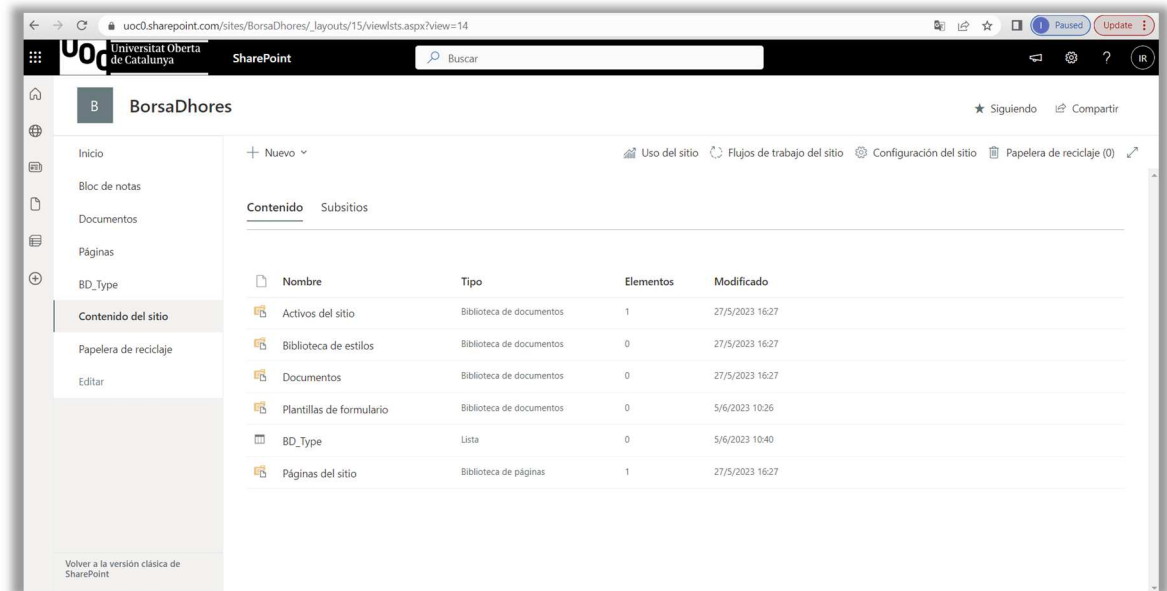 uoc0.sharepoint.com/sites/BorsaDhores/_layouts/15/viewlsts.aspx?view=14
I Paused Update
UOC Universitat Oberta
de Catalunya
SharePoint
Buscar
? IR
B BorsaDhores
Siguiendo Compartir
Inicio
Bloc de notas
Documentos
Páginas
BD_Type
Contenido del sitio
Papelera de reciclaje
Editar
Volver a la versión clásica de
SharePoint
+ Nuevo Uso del sitio Flujos de trabajo del sitio Configuración del sitio Papelera de reciclaje (0)
Contenido Subsitios
Nombre Tipo Elementos Modificado
Activos del sitio Biblioteca de documentos 1 27/5/2023 16:27
Biblioteca de estilos Biblioteca de documentos 0 27/5/2023 16:27
Documentos Biblioteca de documentos 0 27/5/2023 16:27
Plantillas de formulario Biblioteca de documentos 0 5/6/2023 10:26
BD_Type Lista 0 5/6/2023 10:40
Páginas del sitio Biblioteca de páginas 1 27/5/2023 16:27